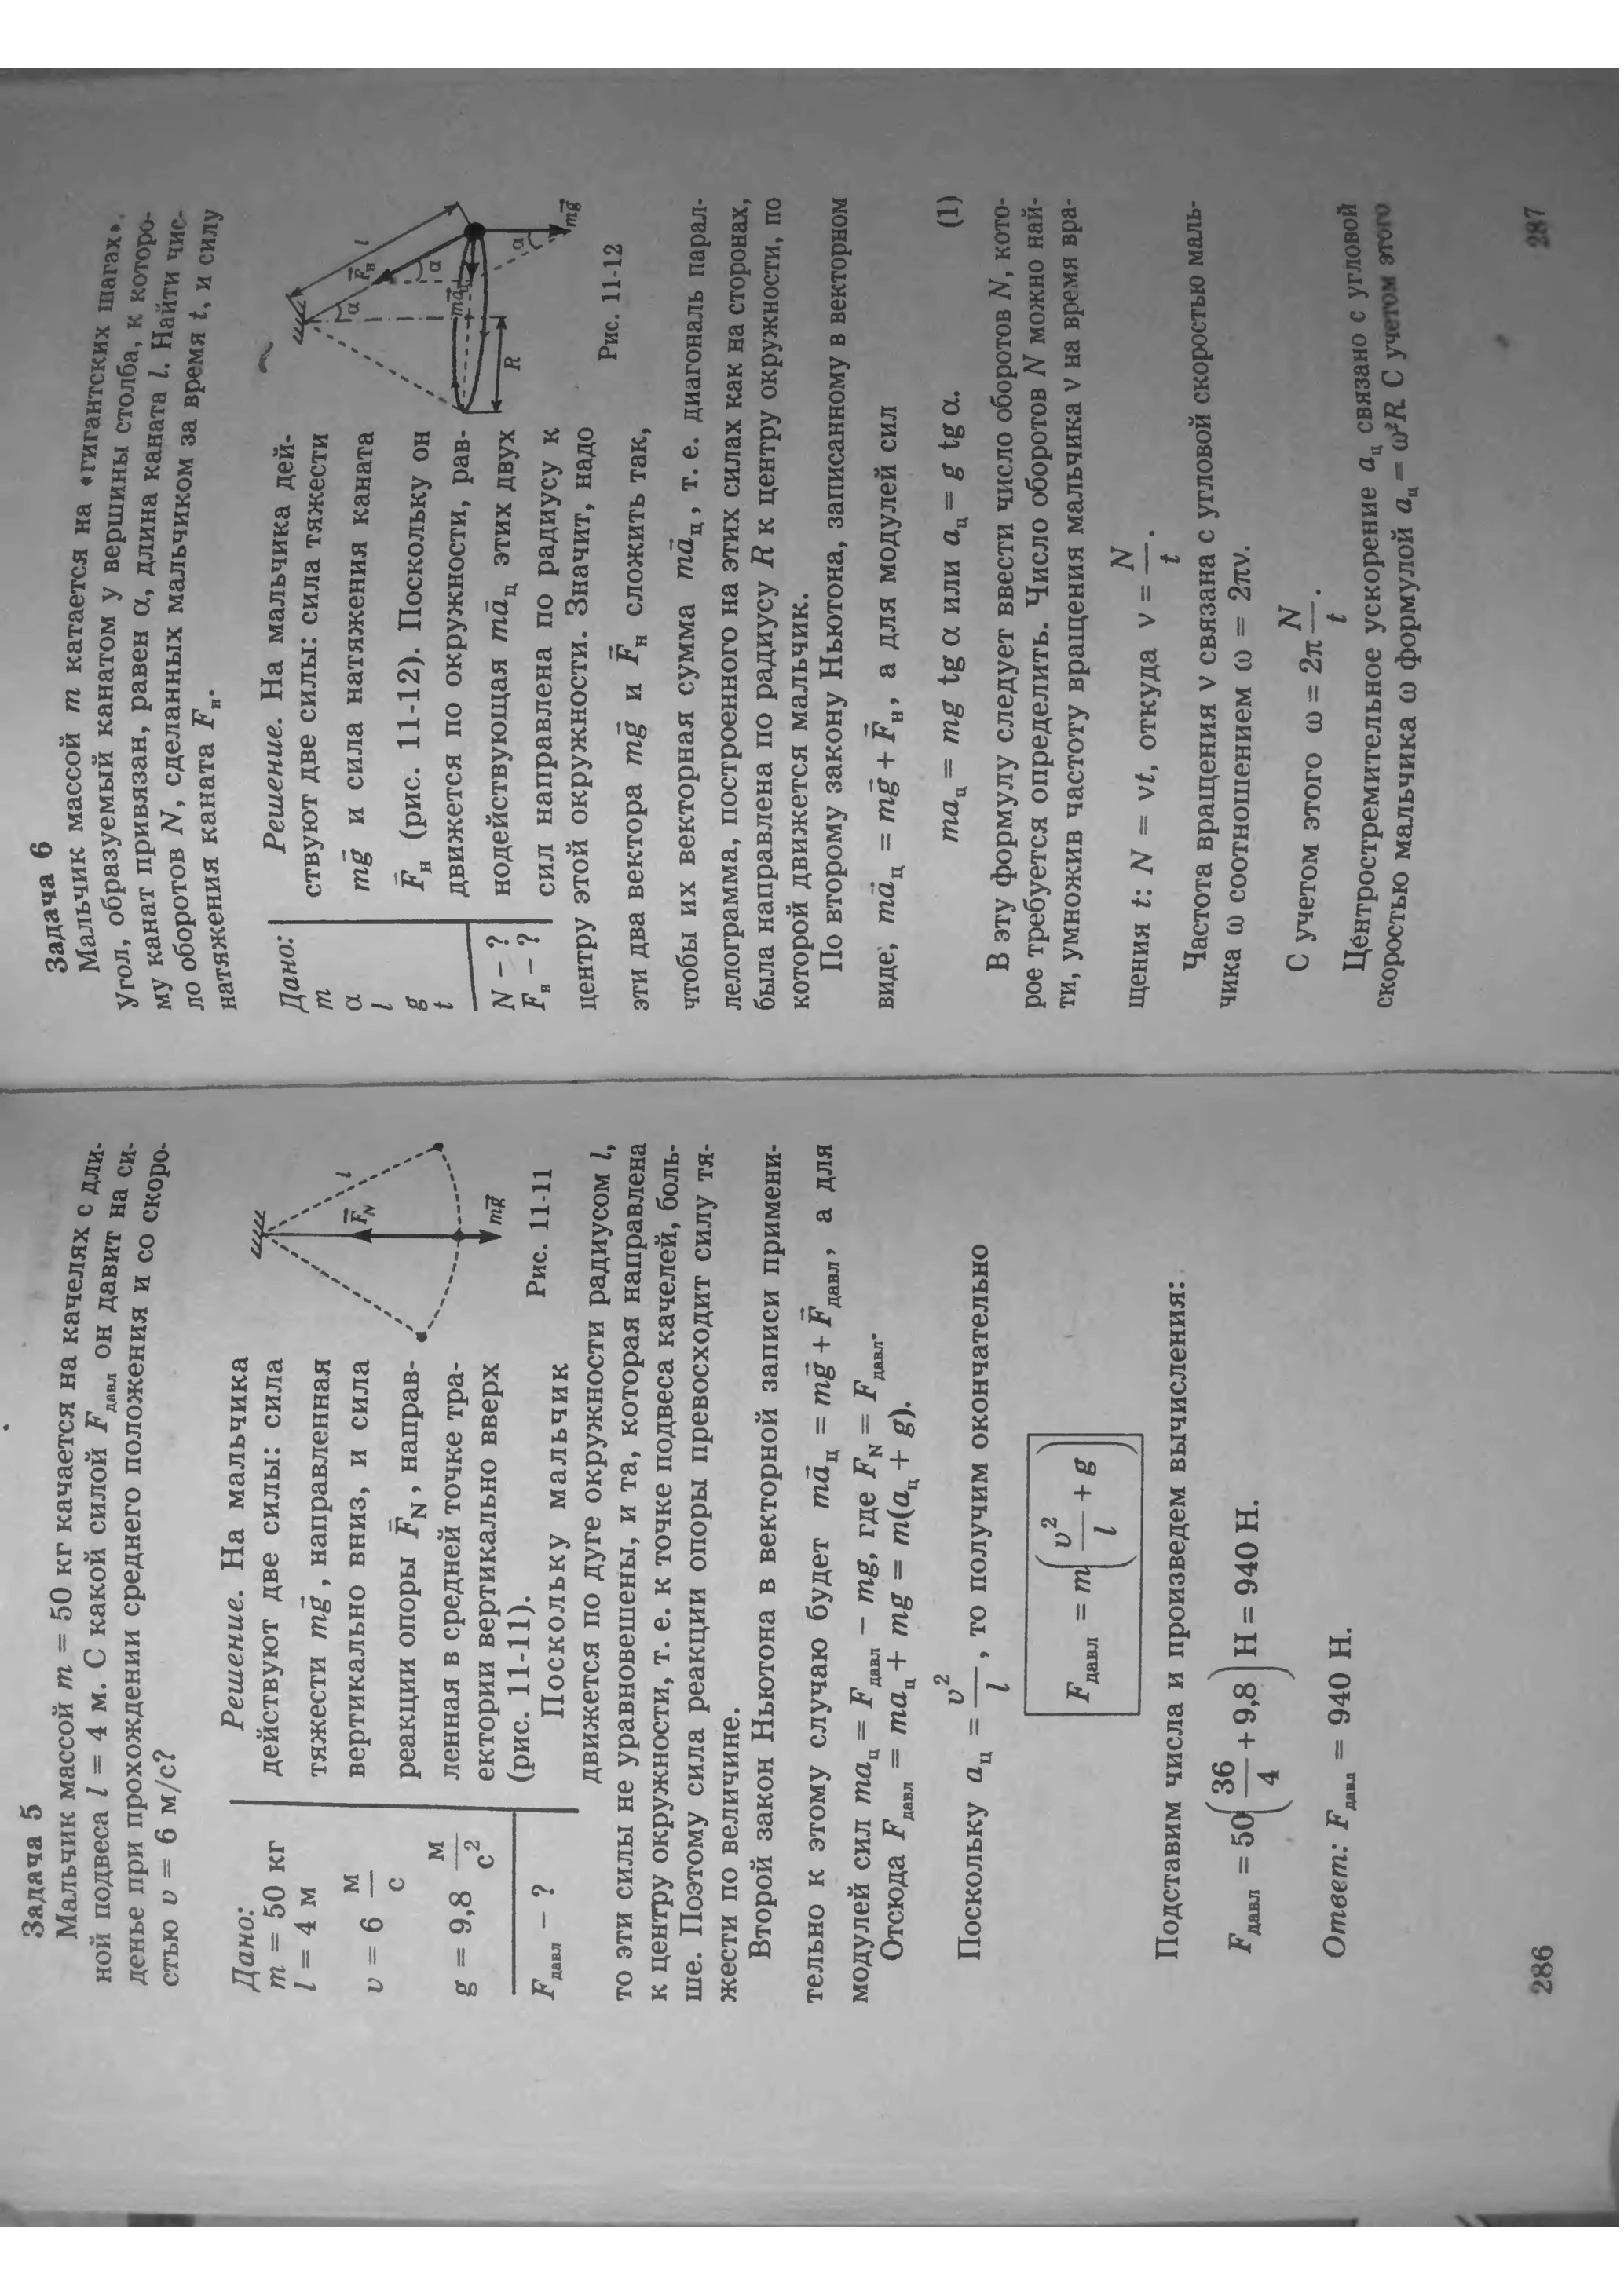 Задача 5
Мальчик массой m = 50 кг качается на качелях с дли-
ной подвеса l = 4 м. С какой силой Fдавл он давит на си-
денье при прохождении среднего положения и со скоро-
стью υ = 6 м/с?
Дано:
m = 50 кг
l = 4 м
υ = 6 м/с
g = 9,8 м/с²
Fдавл − ?
Решение. На мальчика
действуют две силы: сила
тяжести mg⃗, направленная
вертикально вниз, и сила
реакции опоры F⃗N, направ-
ленная в средней точке тра-
ектории вертикально вверх
(рис. 11-11).
Поскольку мальчик
l
F⃗N
mg⃗
Рис. 11-11
движется по дуге окружности радиусом l,
то эти силы не уравновешены, и та, которая направлена
к центру окружности, т. е. к точке подвеса качелей, боль-
ше. Поэтому сила реакции опоры превосходит силу тя-
жести по величине.
Второй закон Ньютона в векторной записи примени-
тельно к этому случаю будет ma⃗ц = mg⃗ + F⃗давл, а для
модулей сил maц = Fдавл − mg, где FN = Fдавл.
Отсюда Fдавл = maц + mg = m(aц + g).
Поскольку aц = υ²/l, то получим окончательно
Fдавл = m(υ²/l + g)
Подставим числа и произведем вычисления:
Fдавл = 50(36/4 + 9,8) Н = 940 Н.
Ответ: Fдавл = 940 Н.
286
Задача 6
Мальчик массой m катается на «гигантских шагах».
Угол, образуемый канатом у вершины столба, к которо-
му канат привязан, равен α, длина каната l. Найти чис-
ло оборотов N, сделанных мальчиком за время t, и силу
натяжения каната Fн.
Дано:
m
α
l
g
t
N − ?
Fн − ?
Решение. На мальчика дей-
ствуют две силы: сила тяжести
mg⃗ и сила натяжения каната
F⃗н (рис. 11-12). Поскольку он
движется по окружности, рав-
нодействующая ma⃗ц этих двух
сил направлена по радиусу к
l
α
F⃗н
α
ma⃗ц
α
R
mg⃗
Рис. 11-12
центру этой окружности. Значит, надо
эти два вектора mg⃗ и F⃗н сложить так,
чтобы их векторная сумма ma⃗ц, т. е. диагональ парал-
лелограмма, построенного на этих силах как на сторонах,
была направлена по радиусу R к центру окружности, по
которой движется мальчик.
По второму закону Ньютона, записанному в векторном
виде, ma⃗ц = mg⃗ + F⃗н, а для модулей сил
maц = mg tg α или aц = g tg α. (1)
В эту формулу следует ввести число оборотов N, кото-
рое требуется определить. Число оборотов N можно най-
ти, умножив частоту вращения мальчика ν на время вра-
щения t: N = νt, откуда ν = N/t.
Частота вращения ν связана с угловой скоростью маль-
чика ω соотношением ω = 2πν.
С учетом этого ω = 2π N/t.
Центростремительное ускорение aц связано с угловой
скоростью мальчика ω формулой aц = ω²R. С учетом этого
287